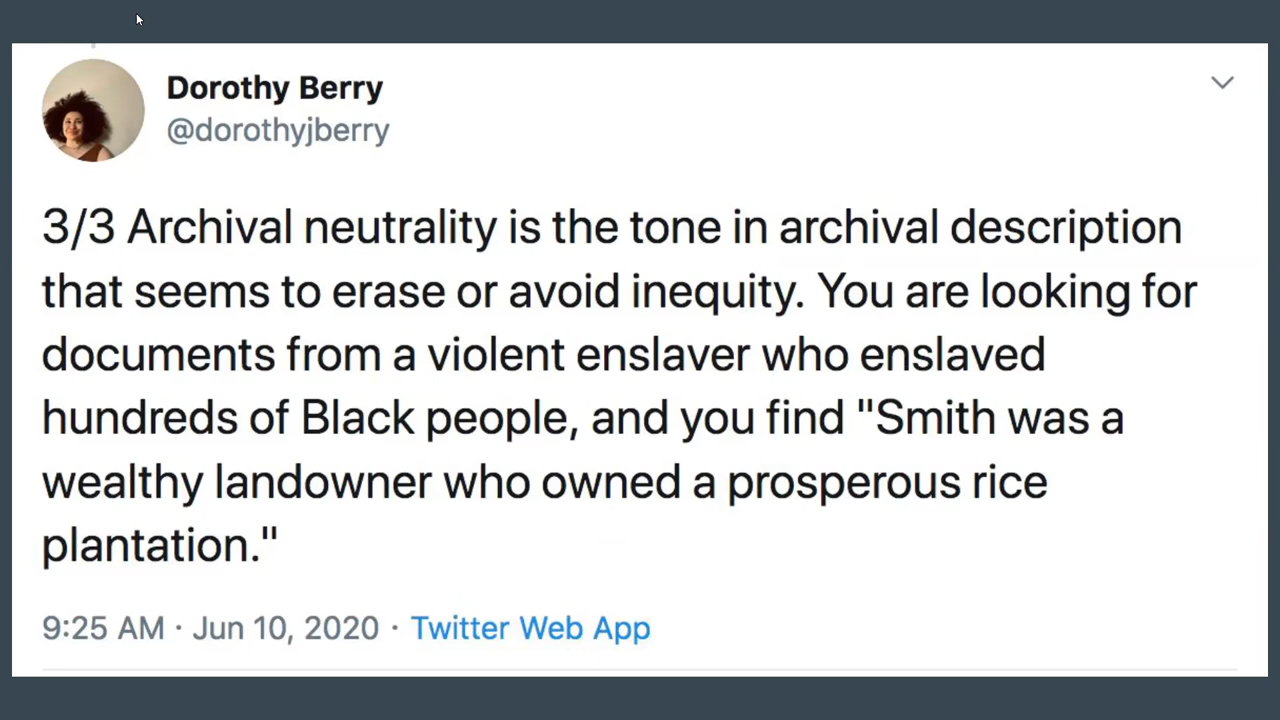 Dorothy Berry
@dorothyjberry
3/3 Archival neutrality is the tone in archival description
that seems to erase or avoid inequity. You are looking for
documents from a violent enslaver who enslaved
hundreds of Black people, and you find "Smith was a
wealthy landowner who owned a prosperous rice
plantation."
9:25 AM · Jun 10, 2020 · Twitter Web App